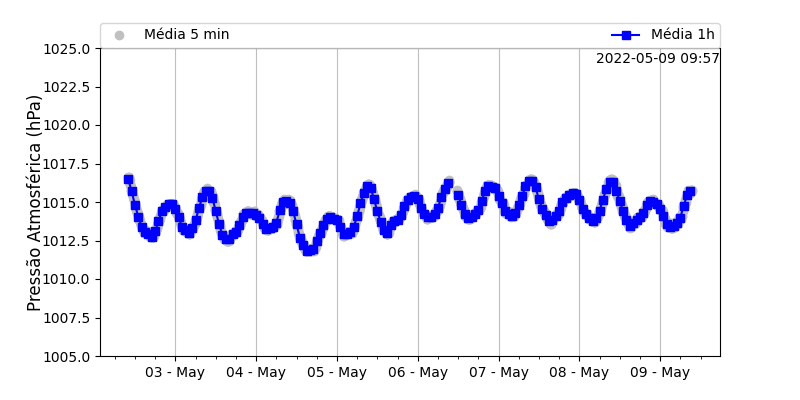 Média 5 min
Média 1h
2022-05-09 09:57
Pressão Atmosférica (hPa)
1025.0
1022.5
1020.0
1017.5
1015.0
1012.5
1010.0
1007.5
1005.0
03 - May
04 - May
05 - May
06 - May
07 - May
08 - May
09 - May